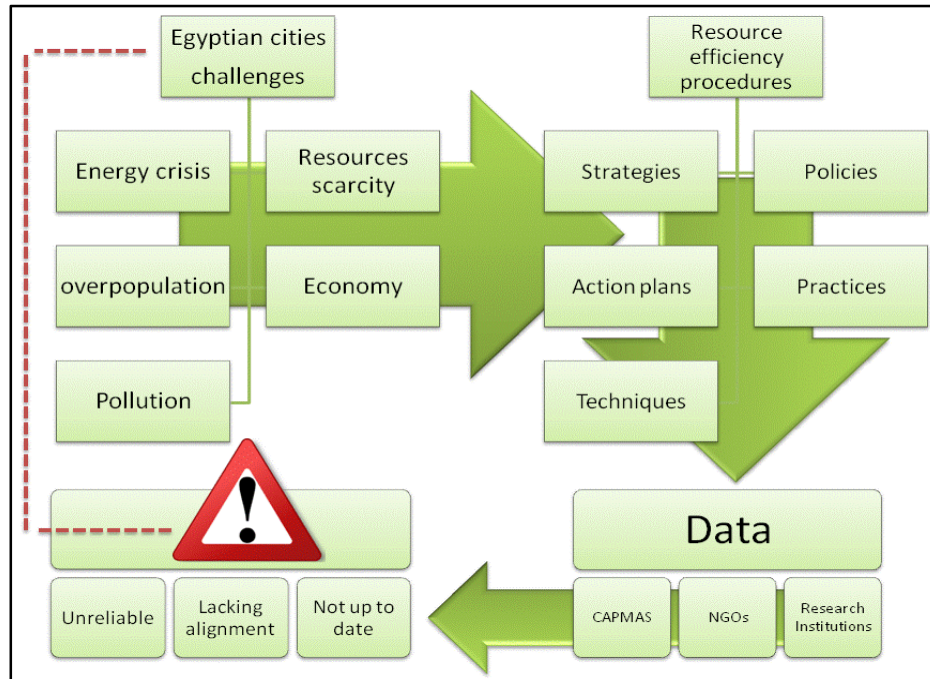 Egyptian cities
challenges
Energy crisis
Resources
scarcity
overpopulation
Economy
Pollution
Resource
efficiency
procedures
Strategies
Policies
Action plans
Practices
Techniques
!
Unreliable
Lacking
alignment
Not up to
date
Data
CAPMAS
NGOs
Research
Institutions